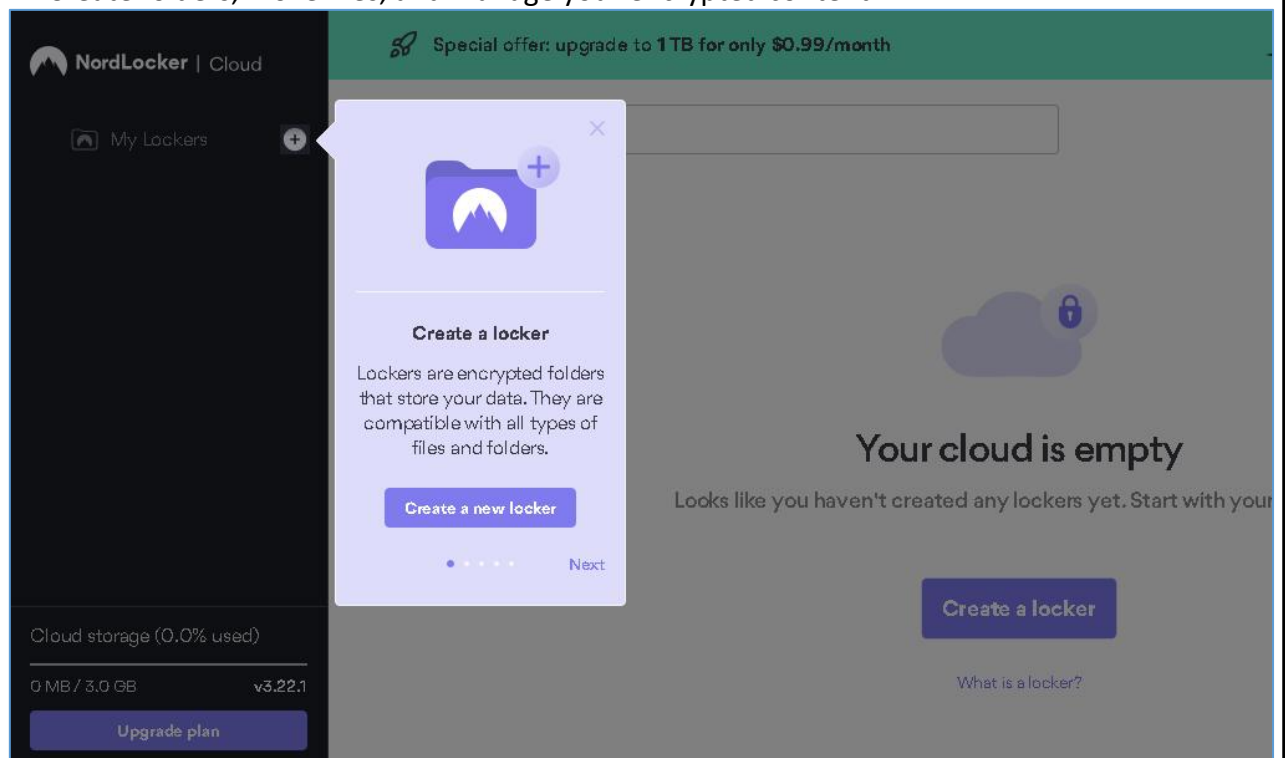 NordLocker | Cloud
Special offer: upgrade to 1 TB for only $0.99/month
My Lockers
Create a locker
Lockers are encrypted folders
that store your data. They are
compatible with all types of
files and folders.
Create a new locker
Next
Your cloud is empty
Looks like you haven't created any lockers yet. Start with your
Create a locker
What is a locker?
Cloud storage (0.0% used)
0 MB / 3.0 GB
v3.22.1
Upgrade plan